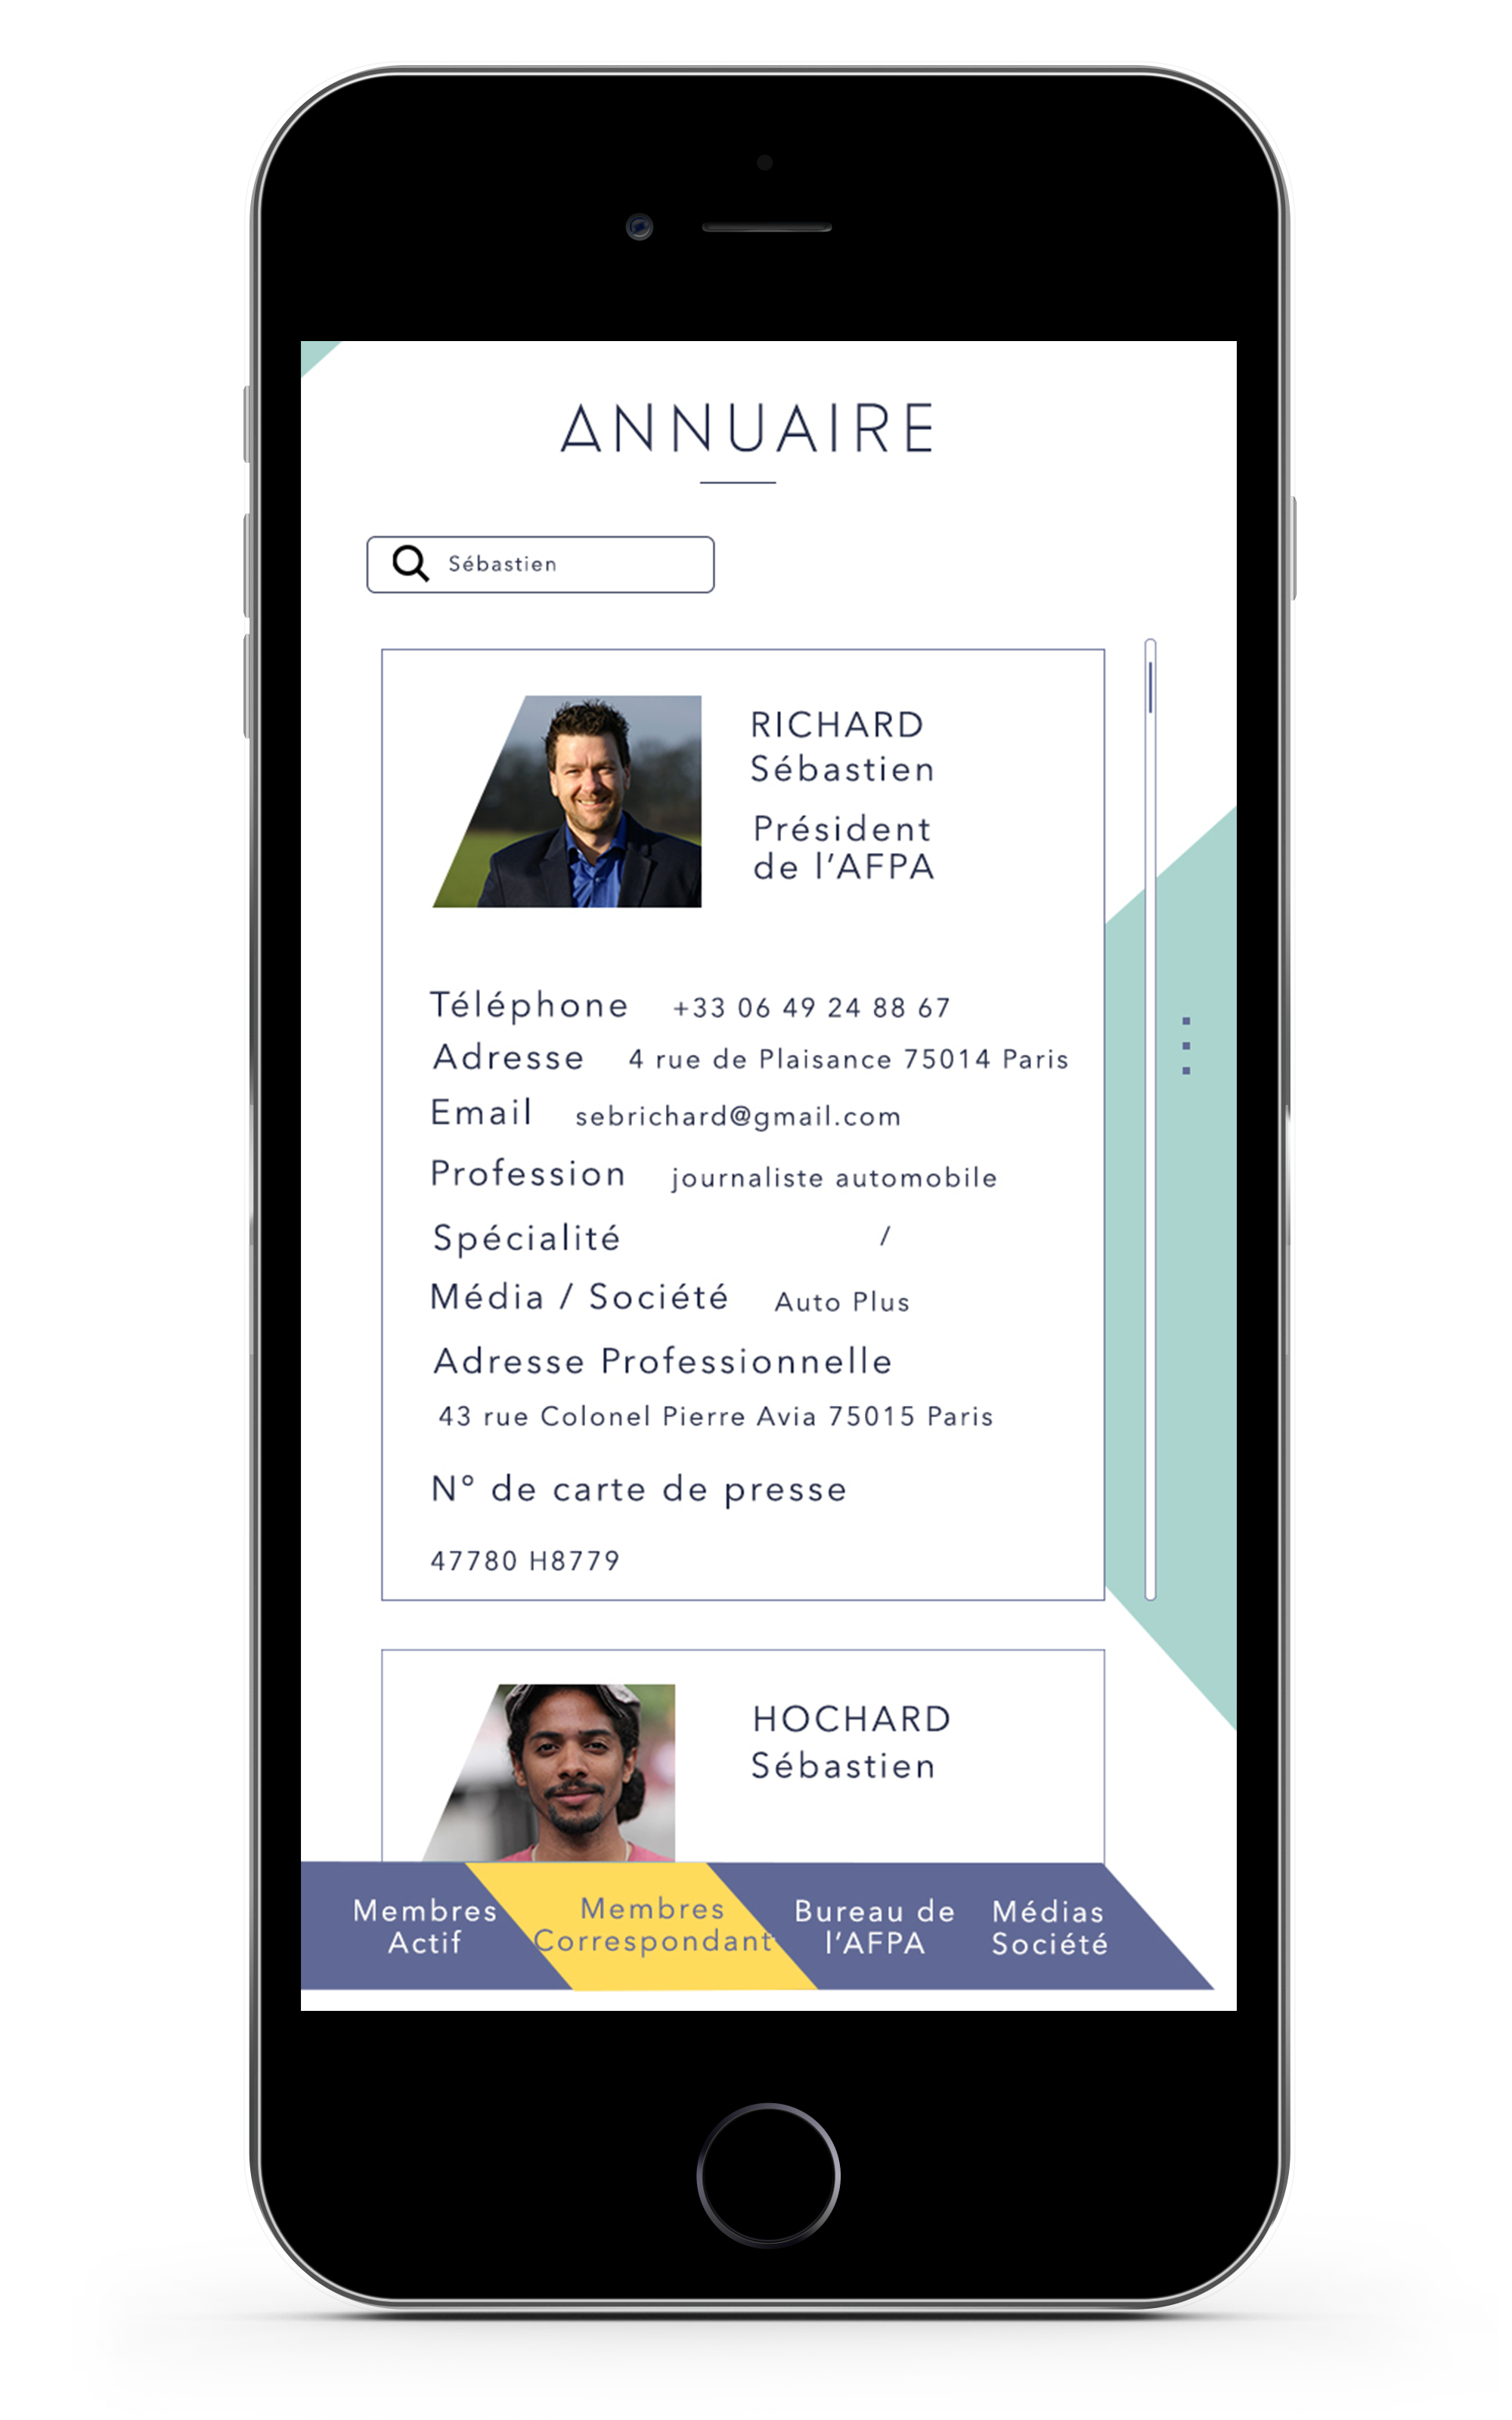 ANNUAIRE
Sébastien
RICHARD
Sébastien
Président
de l'AFPA
Téléphone +33 06 49 24 88 67
Adresse 4 rue de Plaisance 75014 Paris
Email sebrichard@gmail.com
Profession journaliste automobile
Spécialité /
Média / Société Auto Plus
Adresse Professionnelle
43 rue Colonel Pierre Avia 75015 Paris
N° de carte de presse
47780 H8779
HOCHARD
Sébastien
Membres
Actif
Membres
Correspondant
Bureau de
l'AFPA
Médias
Société